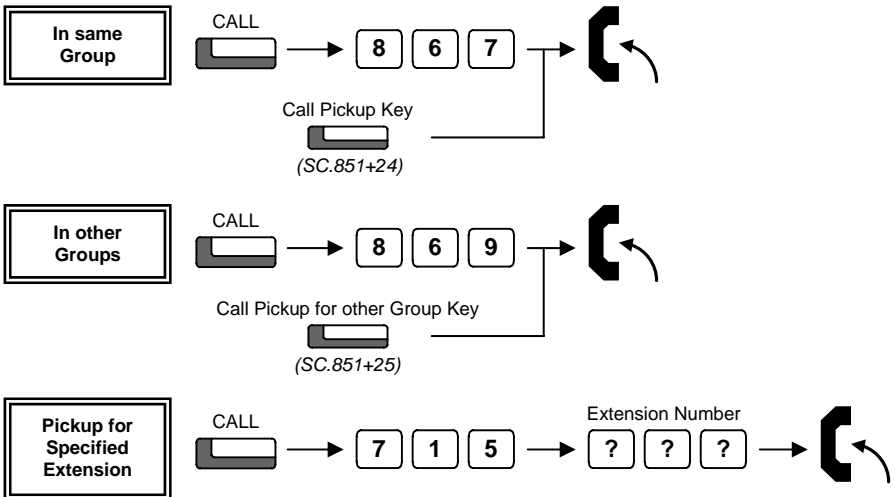 In same
Group
CALL
8 6 7
Call Pickup Key
(SC.851+24)
In other
Groups
CALL
8 6 9
Call Pickup for other Group Key
(SC.851+25)
Pickup for
Specified
Extension
CALL
7 1 5
Extension Number
? ? ?